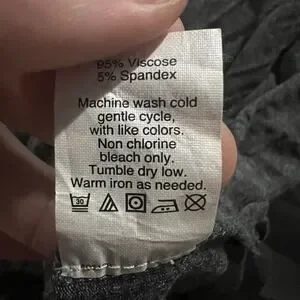 95% Viscose
5% Spandex
Machine wash cold
gentle cycle,
with like colors.
Non chlorine
bleach only.
Tumble dry low.
Warm iron as needed.
30